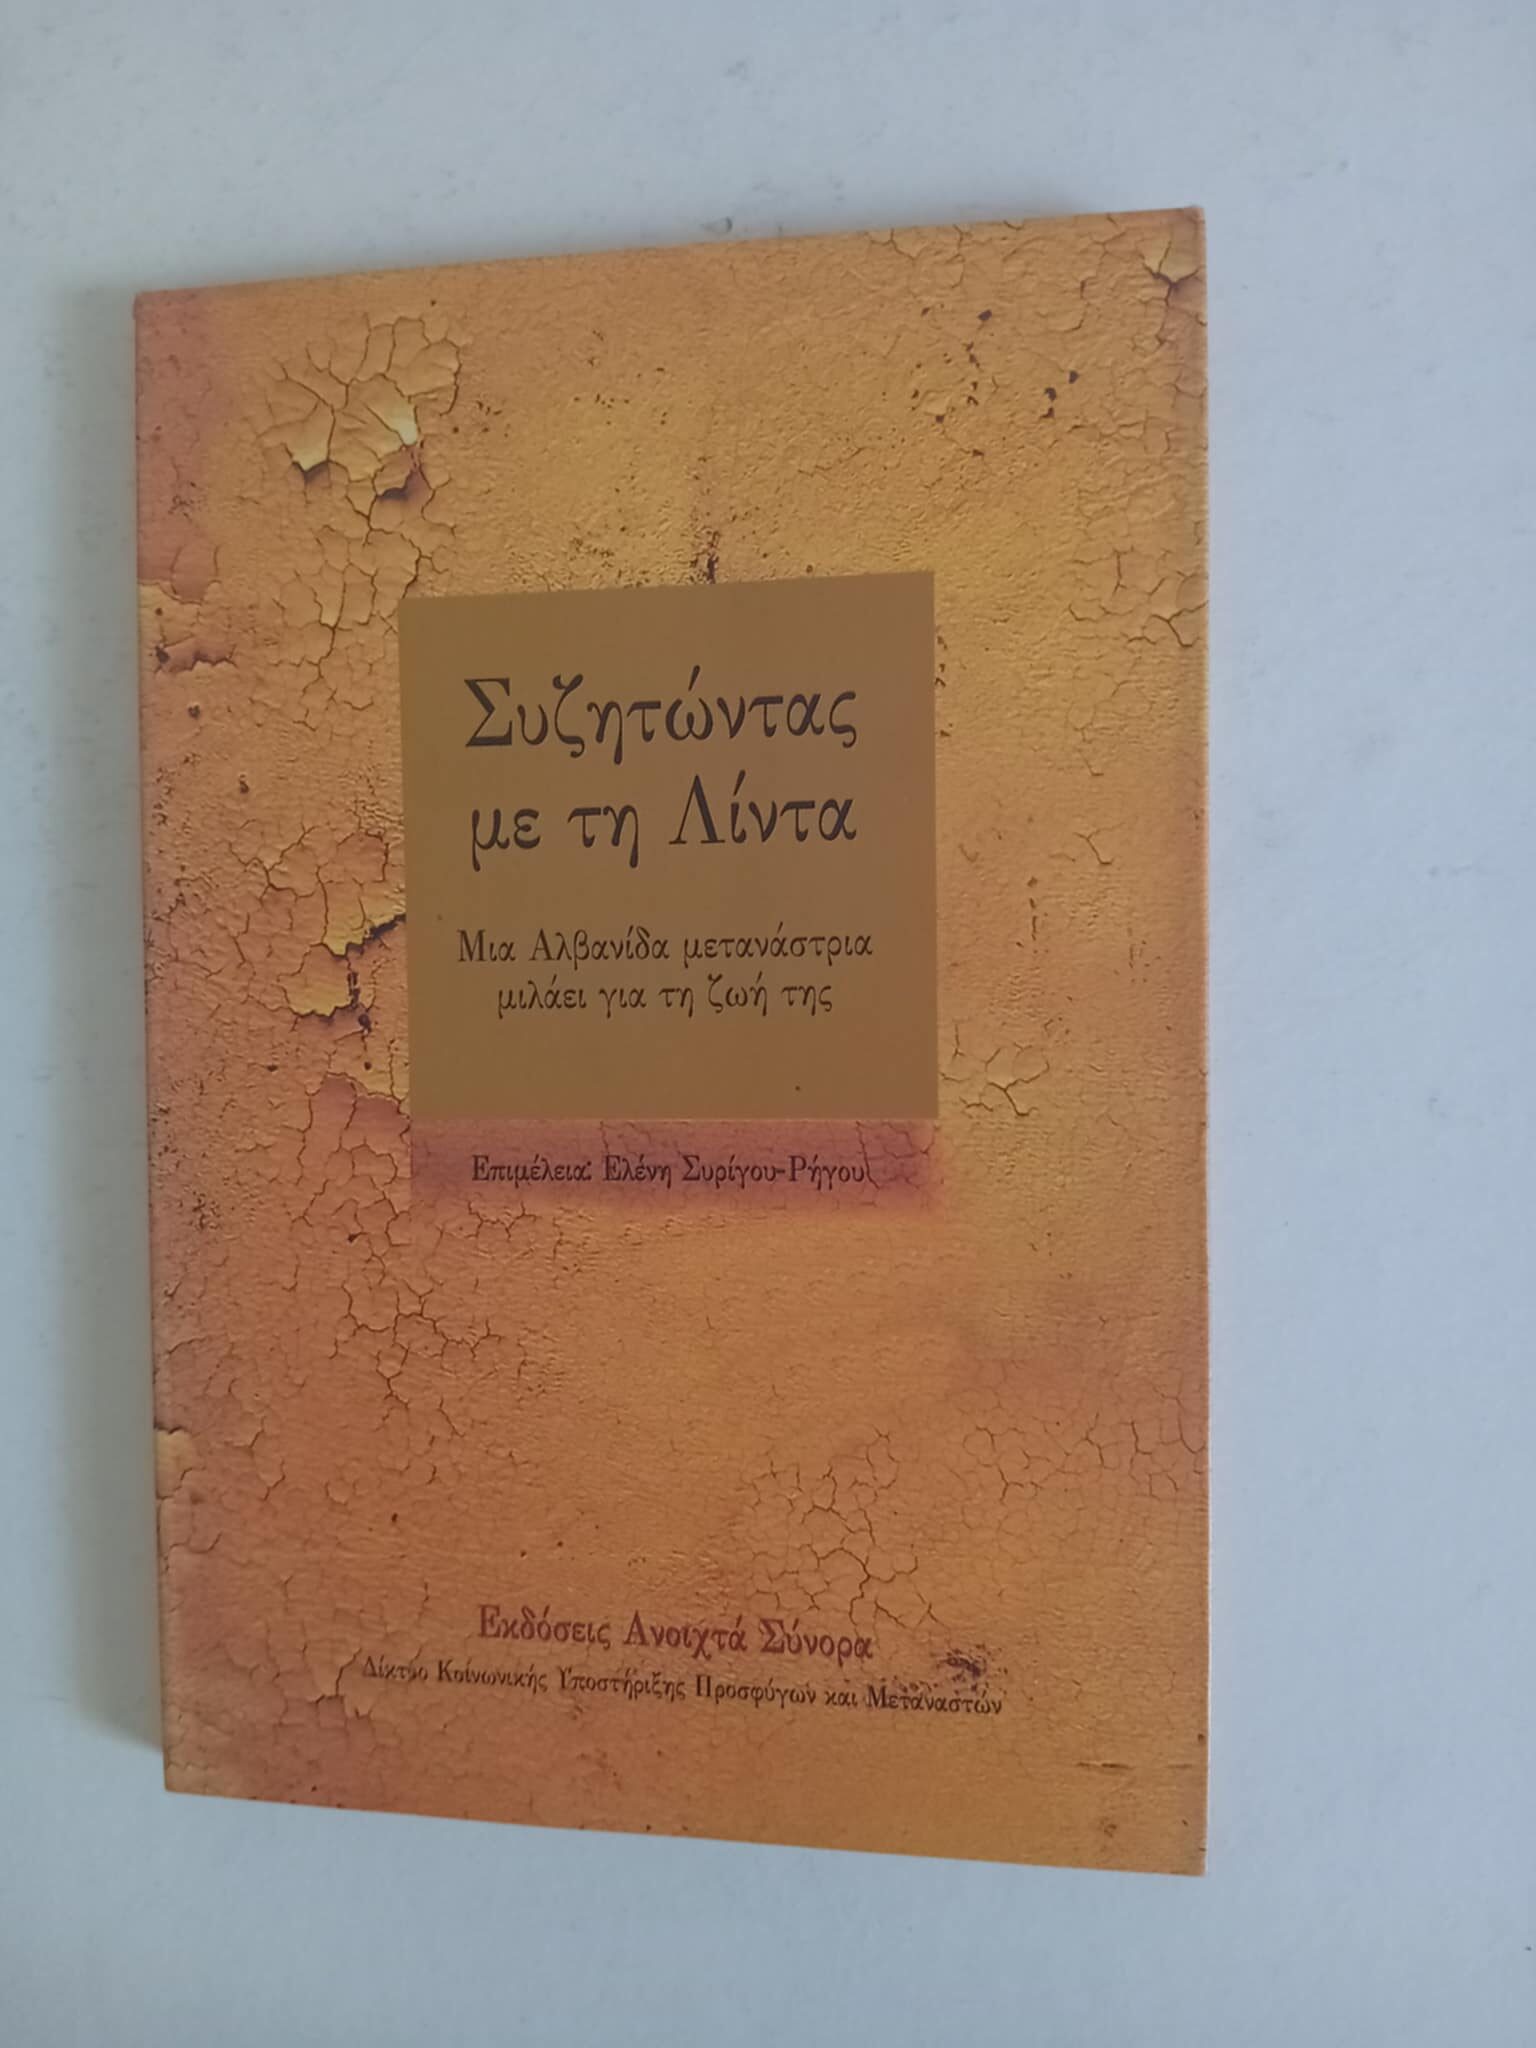 Συζητώντας
με τη Λίντα
Μια Αλβανίδα μετανάστρια
μιλάει για τη ζωή της
Επιμέλεια: Ελένη Συρίγου-Ρήγου
Εκδόσεις Ανοιχτά Σύνορα
Δίκτυο Κοινωνικής Υποστήριξης Προσφύγων και Μεταναστών